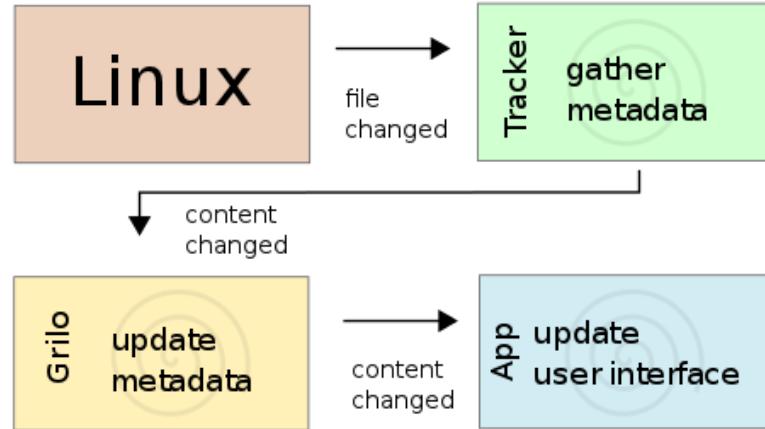 Linux
file
changed
Tracker
gather
metadata
content
changed
Grilo
update
metadata
content
changed
App
update
user interface